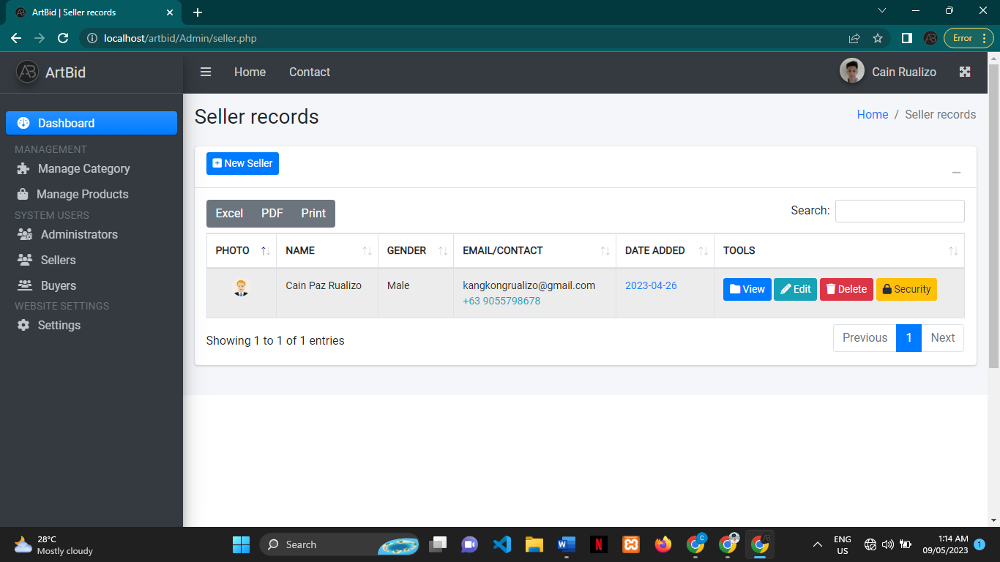 ArtBid | Seller records
localhost/artbid/Admin/seller.php
Error
ArtBid
Home
Contact
Cain Rualizo
Dashboard
MANAGEMENT
Manage Category
Manage Products
SYSTEM USERS
Administrators
Sellers
Buyers
WEBSITE SETTINGS
Settings
Seller records
Home / Seller records
New Seller
Excel PDF Print
Search:
PHOTO NAME GENDER EMAIL/CONTACT DATE ADDED TOOLS
Cain Paz Rualizo Male kangkongrualizo@gmail.com 2023-04-26 View Edit Delete Security
+63 9055798678
Showing 1 to 1 of 1 entries
Previous 1 Next
28°C
Mostly cloudy
Search
ENG
US
1:14 AM
09/05/2023
1